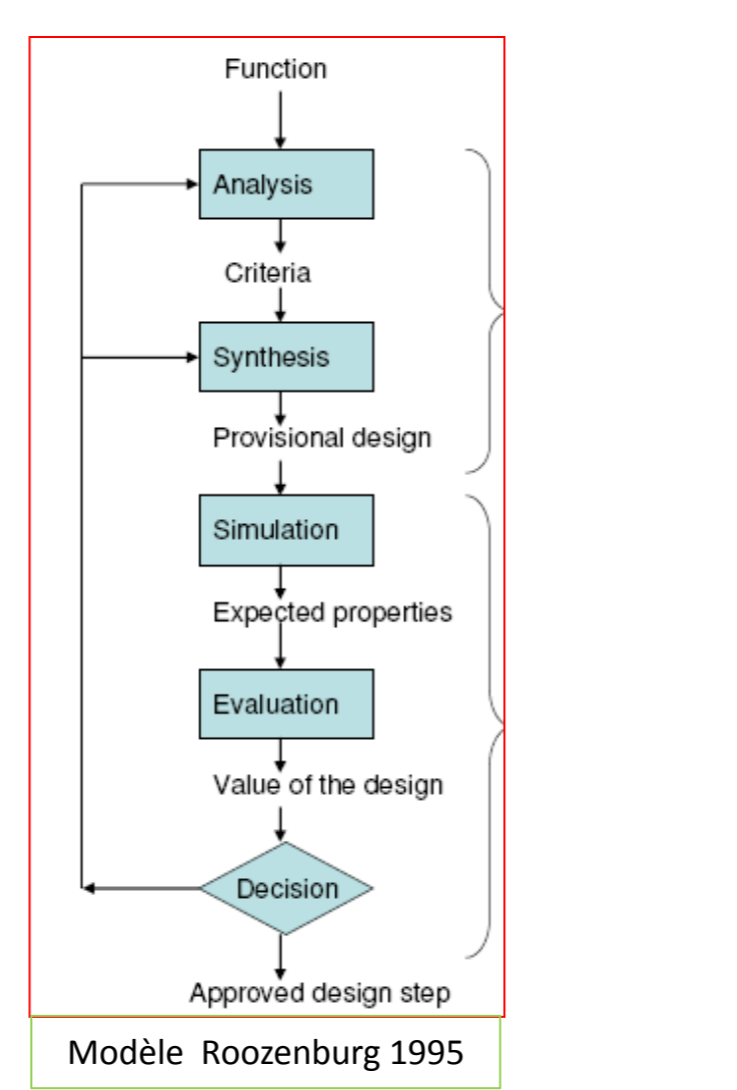 Function
Analysis
Criteria
Synthesis
Provisional design
Simulation
Expected properties
Evaluation
Value of the design
Decision
Approved design step
Modèle Roozenburg 1995